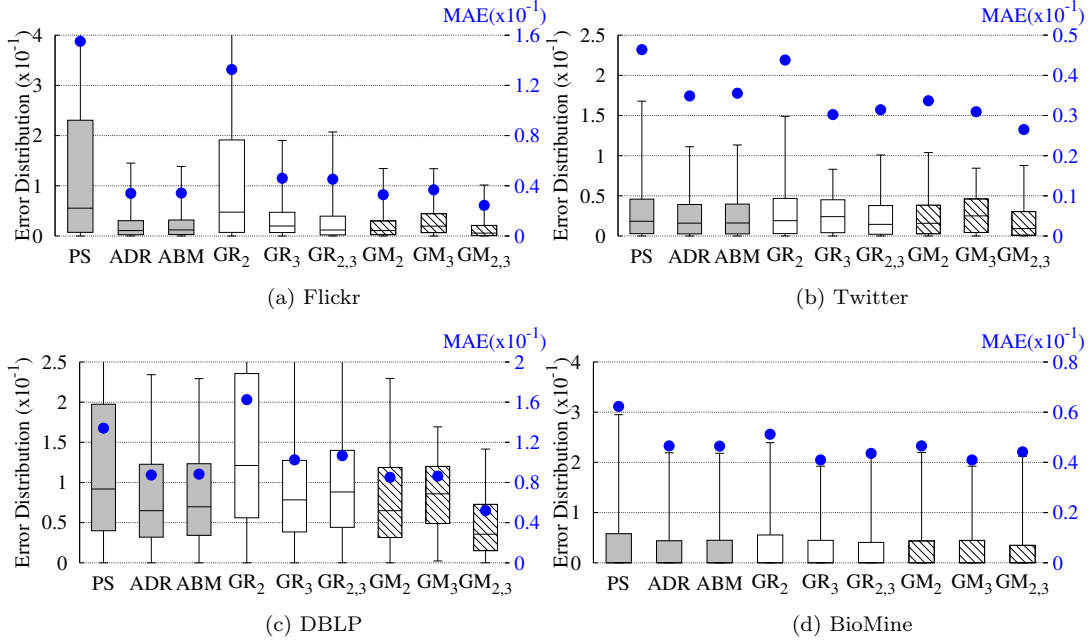 MAE(x10⁻¹)
Error Distribution (x10⁻¹)
4
3
2
1
0
1.6
1.2
0.8
0.4
0
PS ADR ABM GR₂ GR₃ GR₂,₃ GM₂ GM₃ GM₂,₃
(a) Flickr
MAE(x10⁻¹)
Error Distribution (x10⁻¹)
2.5
2
1.5
1
0.5
0
0.5
0.4
0.3
0.2
0.1
0
PS ADR ABM GR₂ GR₃ GR₂,₃ GM₂ GM₃ GM₂,₃
(b) Twitter
MAE(x10⁻¹)
Error Distribution (x10⁻¹)
2.5
2
1.5
1
0.5
0
2
1.6
1.2
0.8
0.4
0
PS ADR ABM GR₂ GR₃ GR₂,₃ GM₂ GM₃ GM₂,₃
(c) DBLP
MAE(x10⁻¹)
Error Distribution (x10⁻¹)
4
3
2
1
0
0.8
0.6
0.4
0.2
0
PS ADR ABM GR₂ GR₃ GR₂,₃ GM₂ GM₃ GM₂,₃
(d) BioMine